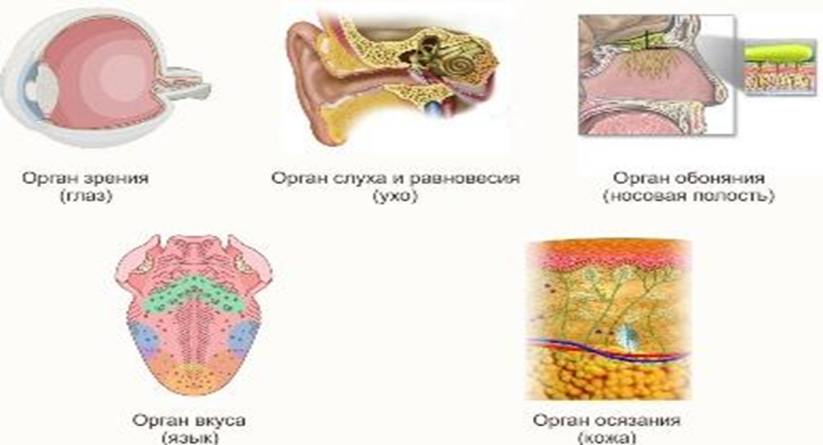 Орган зрения
(глаз)
Орган слуха и равновесия
(ухо)
Орган обоняния
(носовая полость)
Орган вкуса
(язык)
Орган осязания
(кожа)